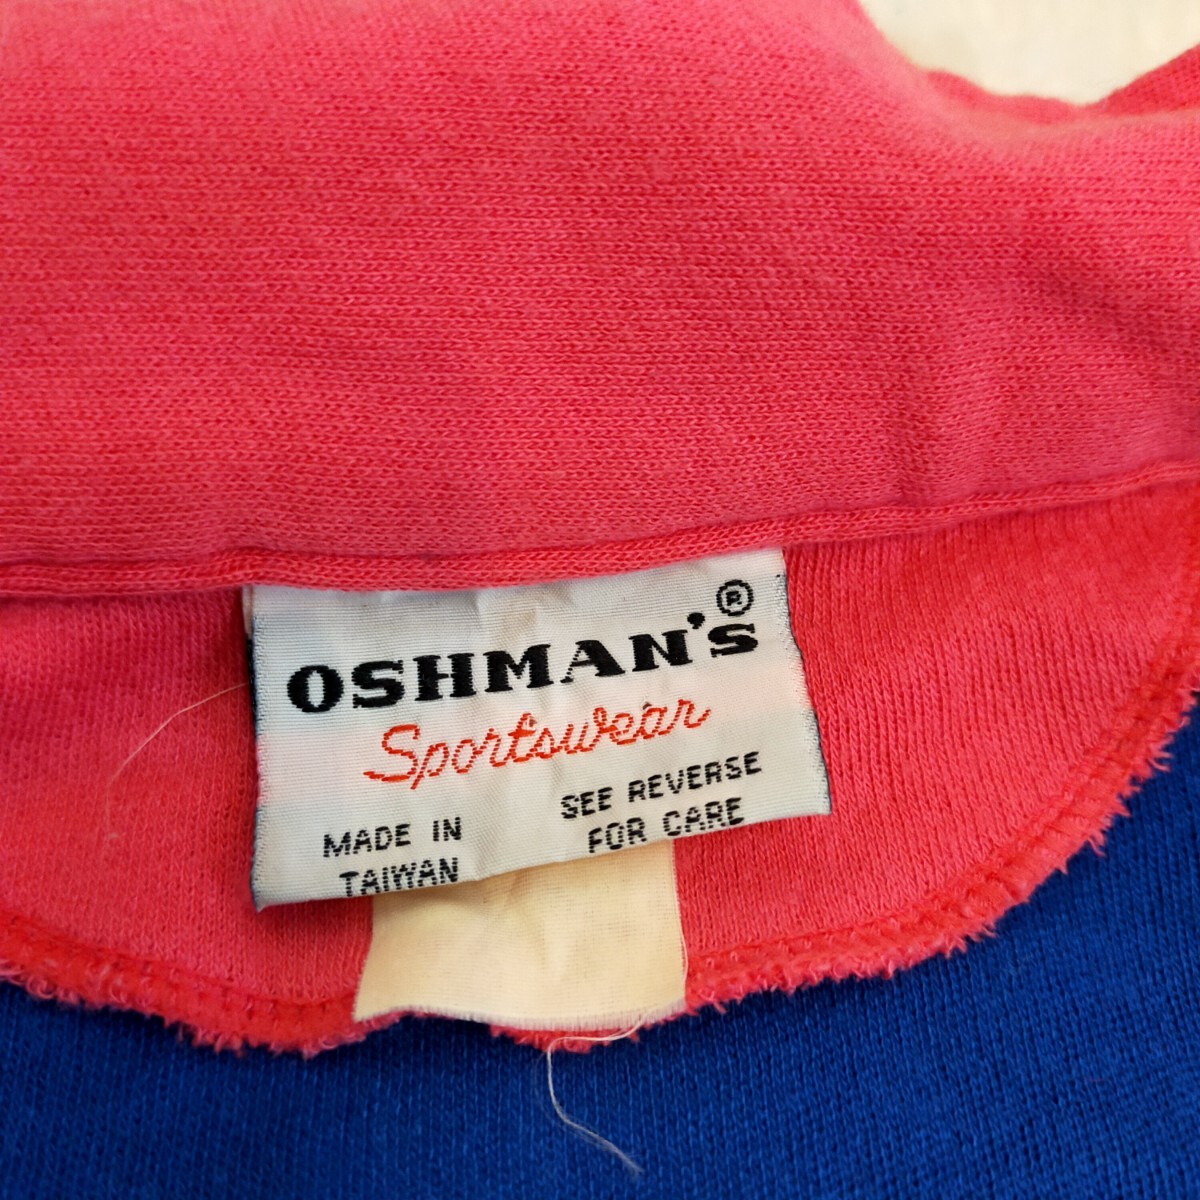 OSHMAN'S®
Sportswear
MADE IN
TAIWAN
SEE REVERSE
FOR CARE